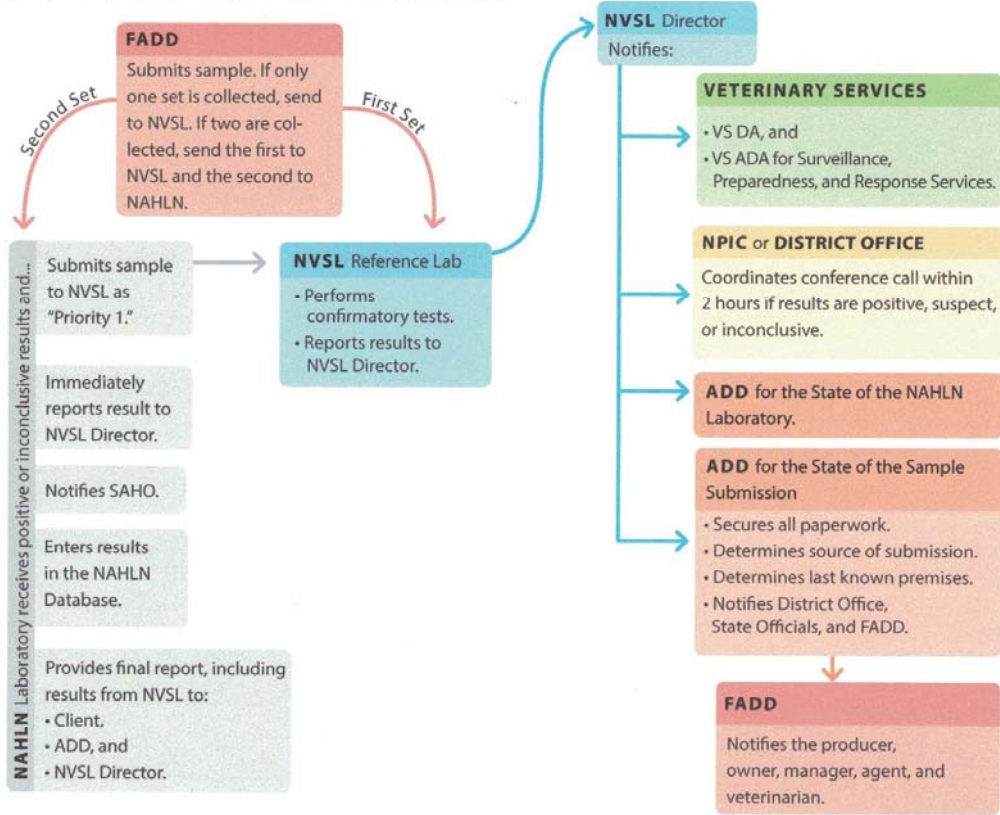 FADD
Submits sample. If only
one set is collected, send
to NVSL. If two are col-
lected, send the first to
NVSL and the second to
NAHLN.
Second Set
First Set
NAHLN Laboratory receives positive or inconclusive results and...
Submits sample
to NVSL as
"Priority 1."
Immediately
reports result to
NVSL Director.
Notifies SAHO.
Enters results
in the NAHLN
Database.
Provides final report, including
results from NVSL to:
• Client,
• ADD, and
• NVSL Director.
NVSL Reference Lab
• Performs
confirmatory tests.
• Reports results to
NVSL Director.
NVSL Director
Notifies:
VETERINARY SERVICES
• VS DA, and
• VS ADA for Surveillance,
Preparedness, and Response Services.
NPIC or DISTRICT OFFICE
Coordinates conference call within
2 hours if results are positive, suspect,
or inconclusive.
ADD for the State of the NAHLN
Laboratory.
ADD for the State of the Sample
Submission
• Secures all paperwork.
• Determines source of submission.
• Determines last known premises.
• Notifies District Office,
State Officials, and FADD.
FADD
Notifies the producer,
owner, manager, agent, and
veterinarian.